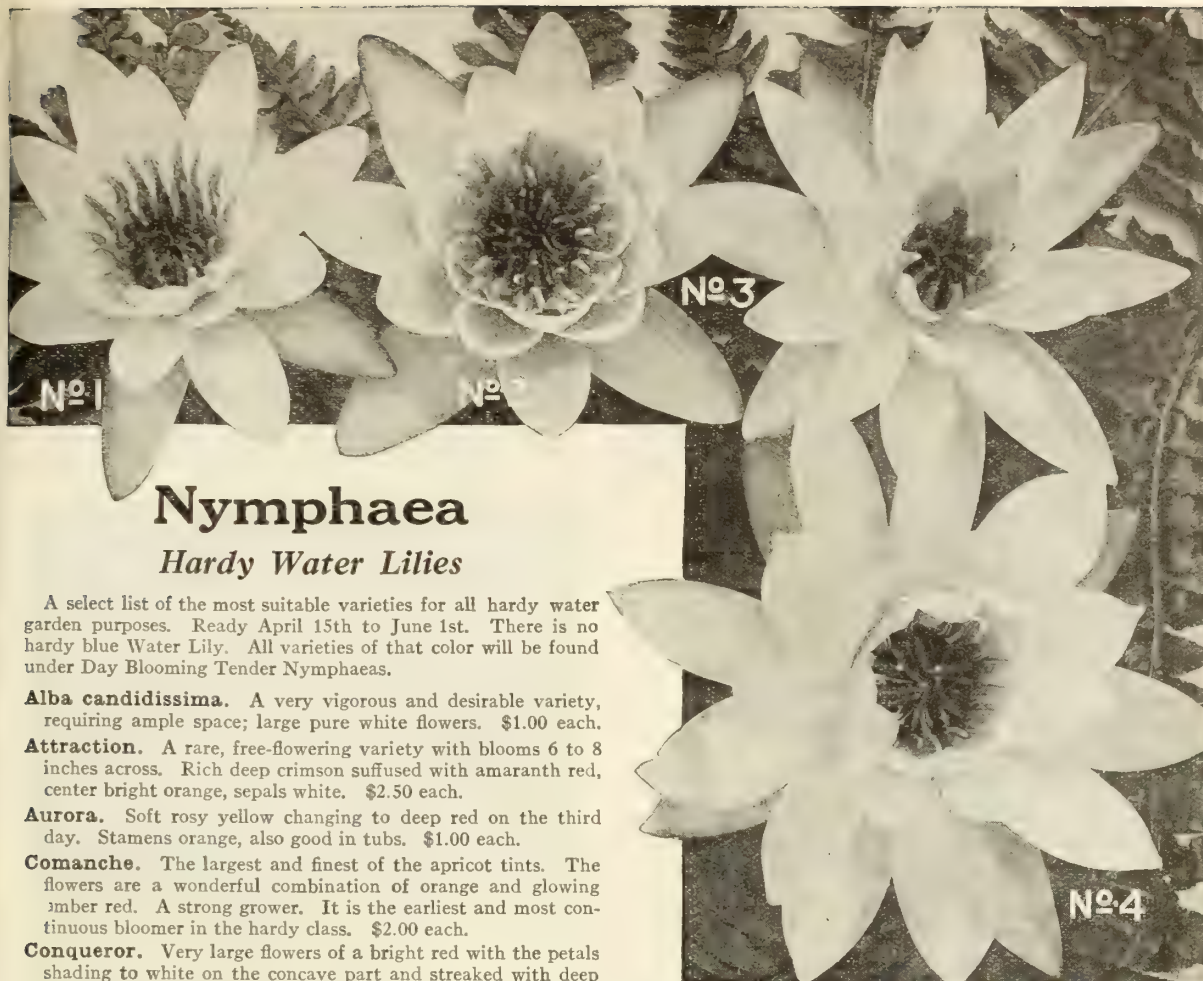 Nº1
Nº
Nº3
Nº4
Nymphaea
Hardy Water Lilies
A select list of the most suitable varieties for all hardy water
garden purposes. Ready April 15th to June 1st. There is no
hardy blue Water Lily. All varieties of that color will be found
under Day Blooming Tender Nymphaeas.
Alba candidissima. A very vigorous and desirable variety,
requiring ample space; large pure white flowers. $1.00 each.
Attraction. A rare, free-flowering variety with blooms 6 to 8
inches across. Rich deep crimson suffused with amaranth red,
center bright orange, sepals white. $2.50 each.
Aurora. Soft rosy yellow changing to deep red on the third
day. Stamens orange, also good in tubs. $1.00 each.
Comanche. The largest and finest of the apricot tints. The
flowers are a wonderful combination of orange and glowing
amber red. A strong grower. It is the earliest and most con-
tinuous bloomer in the hardy class. $2.00 each.
Conqueror. Very large flowers of a bright red with the petals
shading to white on the concave part and streaked with deep